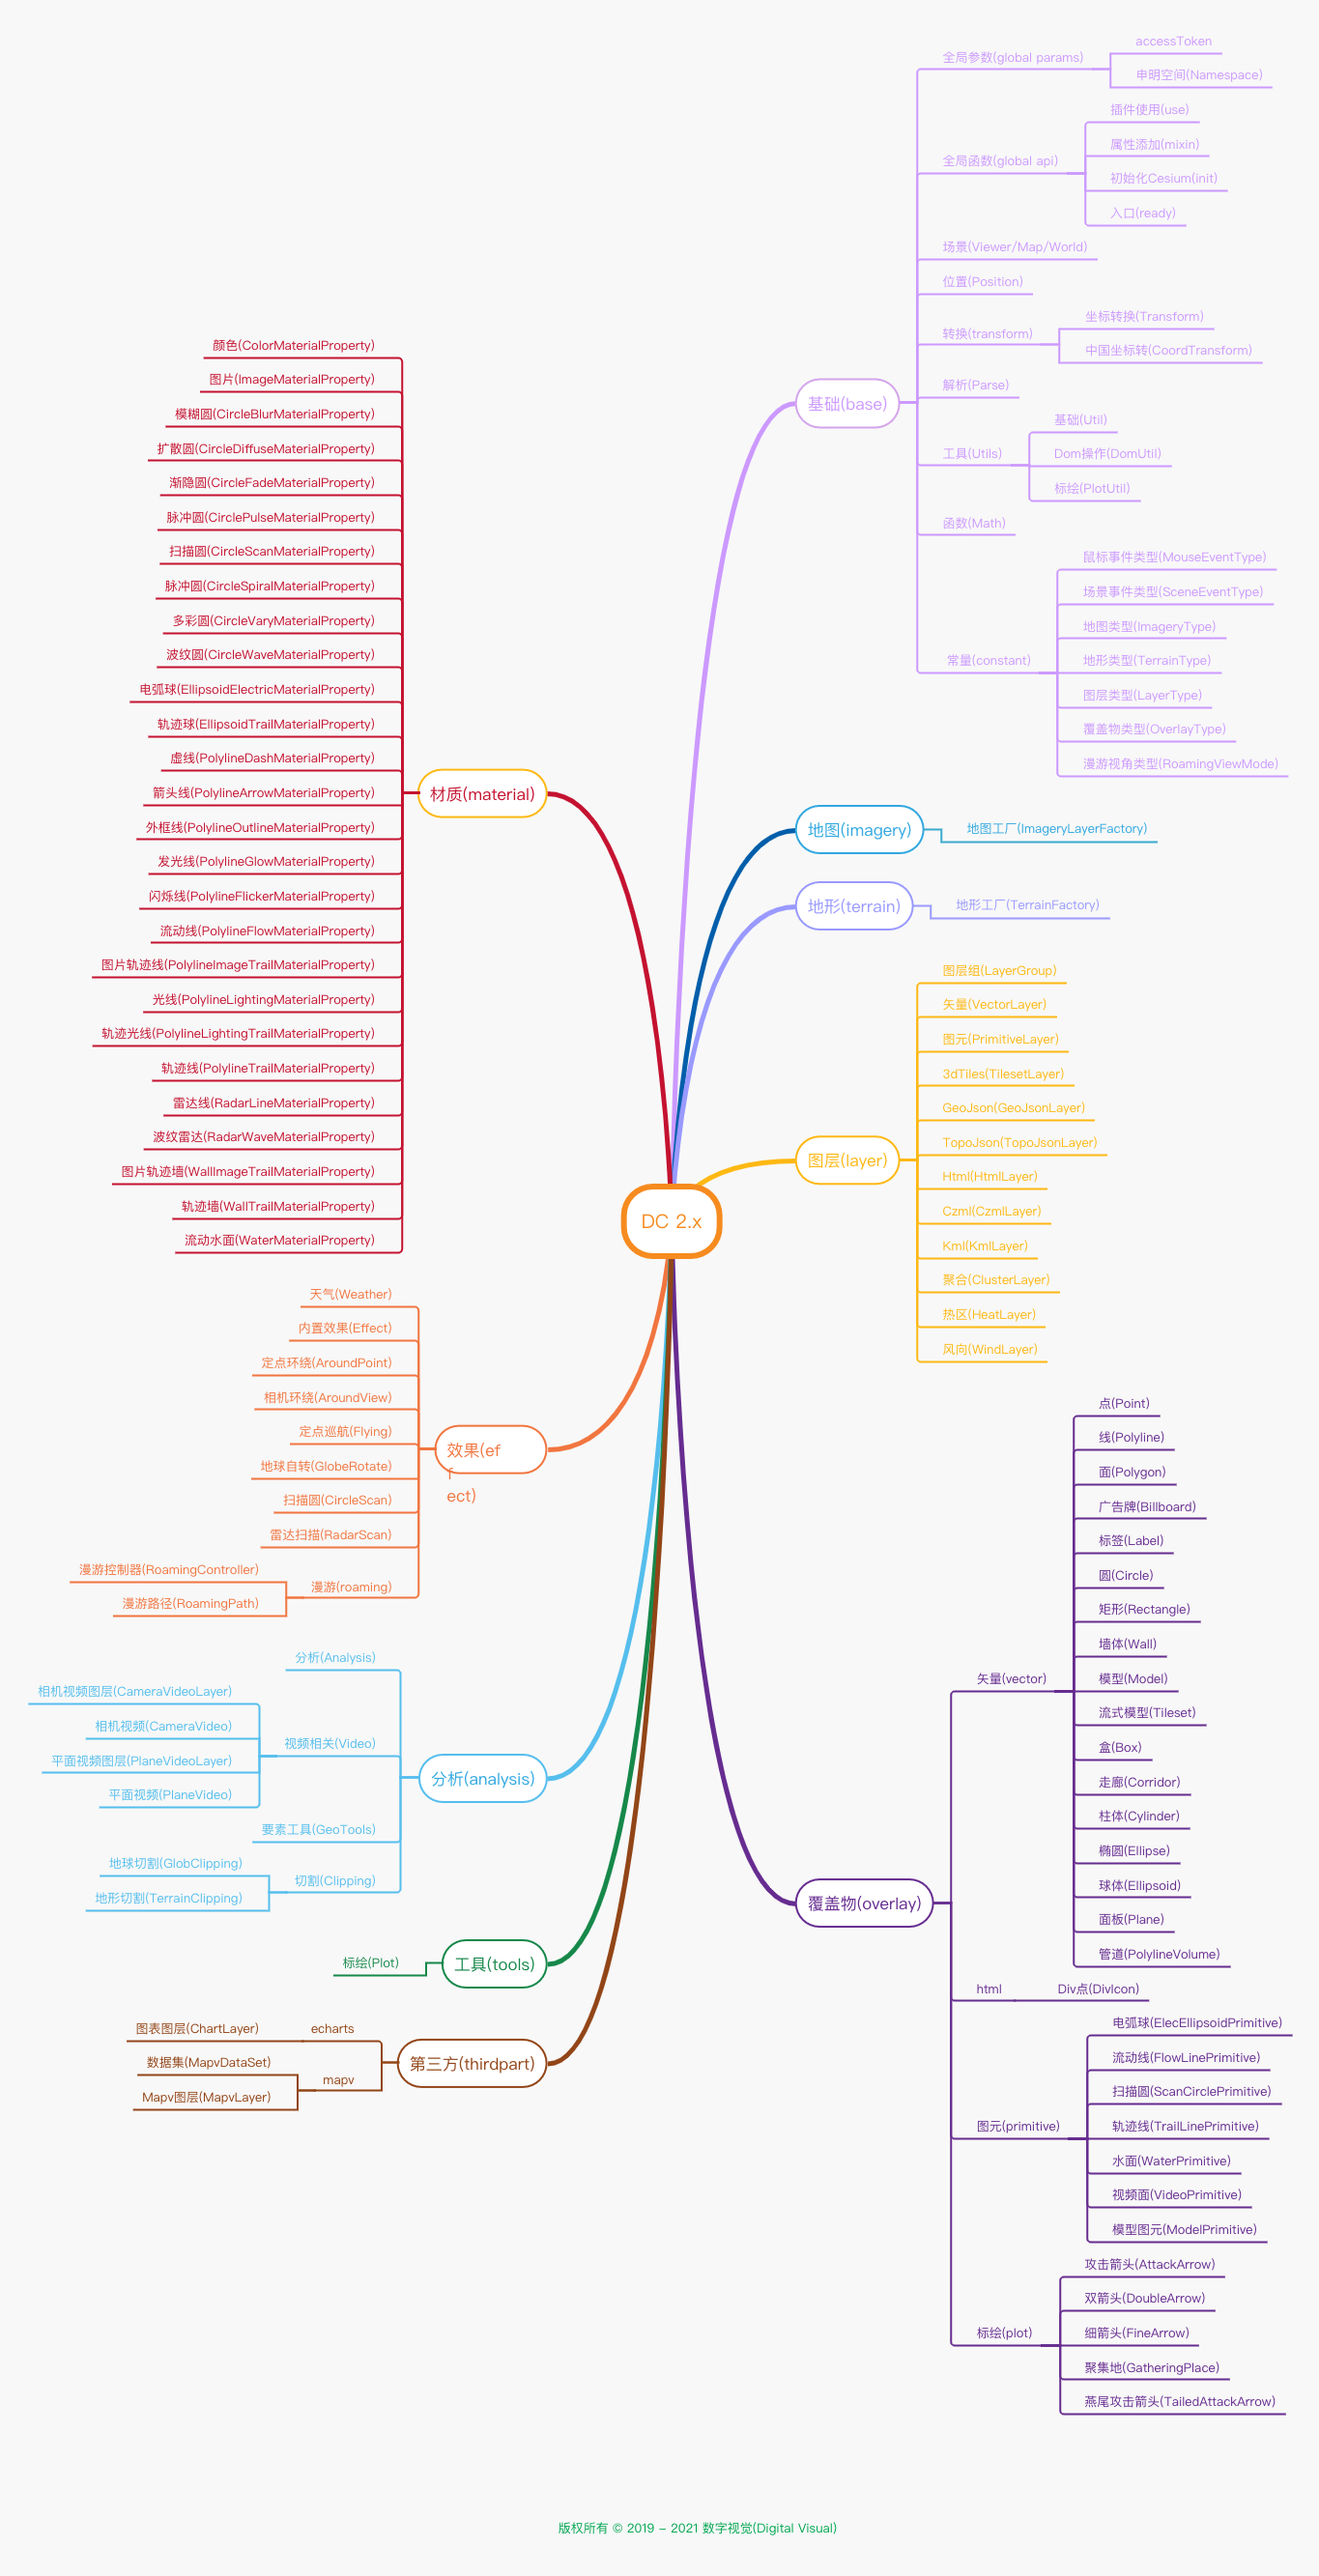 DC 2.x
基础(base)
全局参数(global params)
accessToken
申明空间(Namespace)
全局函数(global api)
插件使用(use)
属性添加(mixin)
初始化Cesium(init)
入口(ready)
场景(Viewer/Map/World)
位置(Position)
转换(transform)
坐标转换(Transform)
中国坐标转(CoordTransform)
解析(Parse)
工具(Utils)
基础(Util)
Dom操作(DomUtil)
标绘(PlotUtil)
函数(Math)
常量(constant)
鼠标事件类型(MouseEventType)
场景事件类型(SceneEventType)
地图类型(ImageryType)
地形类型(TerrainType)
图层类型(LayerType)
覆盖物类型(OverlayType)
漫游视角类型(RoamingViewMode)
地图(imagery)
地图工厂(ImageryLayerFactory)
地形(terrain)
地形工厂(TerrainFactory)
图层(layer)
图层组(LayerGroup)
矢量(VectorLayer)
图元(PrimitiveLayer)
3dTiles(TilesetLayer)
GeoJson(GeoJsonLayer)
TopoJson(TopoJsonLayer)
Html(HtmlLayer)
Czml(CzmlLayer)
Kml(KmlLayer)
聚合(ClusterLayer)
热区(HeatLayer)
风向(WindLayer)
覆盖物(overlay)
矢量(vector)
点(Point)
线(Polyline)
面(Polygon)
广告牌(Billboard)
标签(Label)
圆(Circle)
矩形(Rectangle)
墙体(Wall)
模型(Model)
流式模型(Tileset)
盒(Box)
走廊(Corridor)
柱体(Cylinder)
椭圆(Ellipse)
球体(Ellipsoid)
面板(Plane)
管道(PolylineVolume)
html
Div点(DivIcon)
图元(primitive)
电弧球(ElecEllipsoidPrimitive)
流动线(FlowLinePrimitive)
扫描圆(ScanCirclePrimitive)
轨迹线(TrailLinePrimitive)
水面(WaterPrimitive)
视频面(VideoPrimitive)
模型图元(ModelPrimitive)
标绘(plot)
攻击箭头(AttackArrow)
双箭头(DoubleArrow)
细箭头(FineArrow)
聚集地(GatheringPlace)
燕尾攻击箭头(TailedAttackArrow)
材质(material)
颜色(ColorMaterialProperty)
图片(ImageMaterialProperty)
模糊圆(CircleBlurMaterialProperty)
扩散圆(CircleDiffuseMaterialProperty)
渐隐圆(CircleFadeMaterialProperty)
脉冲圆(CirclePulseMaterialProperty)
扫描圆(CircleScanMaterialProperty)
脉冲圆(CircleSpiralMaterialProperty)
多彩圆(CircleVaryMaterialProperty)
波纹圆(CircleWaveMaterialProperty)
电弧球(EllipsoidElectricMaterialProperty)
轨迹球(EllipsoidTrailMaterialProperty)
虚线(PolylineDashMaterialProperty)
箭头线(PolylineArrowMaterialProperty)
外框线(PolylineOutlineMaterialProperty)
发光线(PolylineGlowMaterialProperty)
闪烁线(PolylineFlickerMaterialProperty)
流动线(PolylineFlowMaterialProperty)
图片轨迹线(PolylineImageTrailMaterialProperty)
光线(PolylineLightingMaterialProperty)
轨迹光线(PolylineLightingTrailMaterialProperty)
轨迹线(PolylineTrailMaterialProperty)
雷达线(RadarLineMaterialProperty)
波纹雷达(RadarWaveMaterialProperty)
图片轨迹墙(WallImageTrailMaterialProperty)
轨迹墙(WallTrailMaterialProperty)
流动水面(WaterMaterialProperty)
效果(ef
f
ect)
天气(Weather)
内置效果(Effect)
定点环绕(AroundPoint)
相机环绕(AroundView)
定点巡航(Flying)
地球自转(GlobeRotate)
扫描圆(CircleScan)
雷达扫描(RadarScan)
漫游(roaming)
漫游控制器(RoamingController)
漫游路径(RoamingPath)
分析(analysis)
分析(Analysis)
视频相关(Video)
相机视频图层(CameraVideoLayer)
相机视频(CameraVideo)
平面视频图层(PlaneVideoLayer)
平面视频(PlaneVideo)
要素工具(GeoTools)
切割(Clipping)
地球切割(GlobClipping)
地形切割(TerrainClipping)
工具(tools)
标绘(Plot)
第三方(thirdpart)
echarts
图表图层(ChartLayer)
mapv
数据集(MapvDataSet)
Mapv图层(MapvLayer)
版权所有 © 2019 - 2021 数字视觉(Digital Visual)